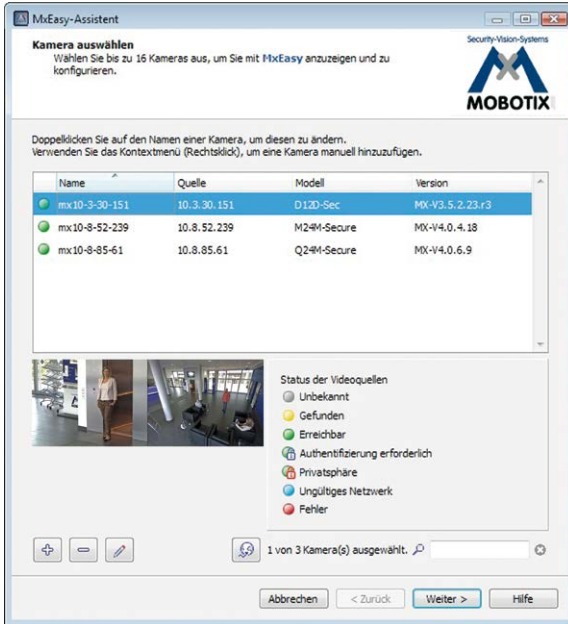 MxEasy-Assistent
Kamera auswählen
Wählen Sie bis zu 16 Kameras aus, um Sie mit MxEasy anzuzeigen und zu
konfigurieren.
Security-Vision-Systems
MOBOTIX
Doppelklicken Sie auf den Namen einer Kamera, um diesen zu ändern.
Verwenden Sie das Kontextmenü (Rechtsklick), um eine Kamera manuell hinzuzufügen.
Name Quelle Modell Version
mx10-3-30-151 10.3.30.151 D12D-Sec MX-V3.5.2.23.r3
mx10-8-52-239 10.8.52.239 M24M-Secure MX-V4.0.4.18
mx10-8-85-61 10.8.85.61 Q24M-Secure MX-V4.0.6.9
Status der Videoquellen
Unbekannt
Gefunden
Erreichbar
Authentifizierung erforderlich
Privatsphäre
Ungültiges Netzwerk
Fehler
1 von 3 Kamera(s) ausgewählt.
Abbrechen < Zurück Weiter > Hilfe